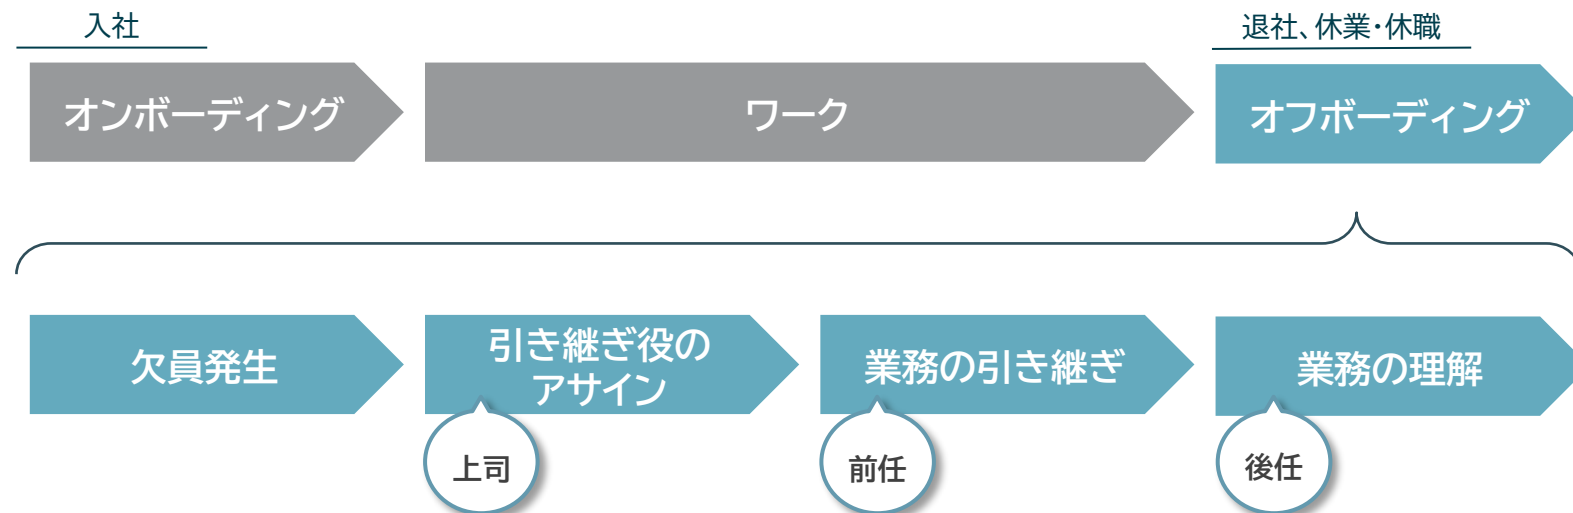 入社
退社、休業・休職
オンボーディング
ワーク
オフボーディング
欠員発生
引き継ぎ役の
アサイン
業務の引き継ぎ
業務の理解
上司
前任
後任